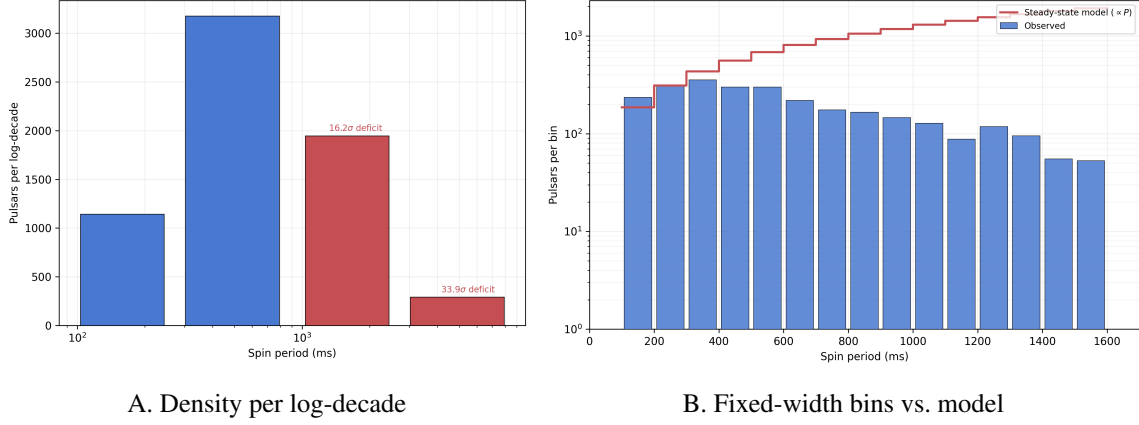 3000
2500
2000
1500
1000
500
0
Pulsars per log-decade
16.2σ deficit
33.9σ deficit
10² 10³
Spin period (ms)
A. Density per log-decade
10³
10²
10¹
10⁰
Pulsars per bin
Steady-state model (∝ P)
Observed
0 200 400 600 800 1000 1200 1400 1600
Spin period (ms)
B. Fixed-width bins vs. model